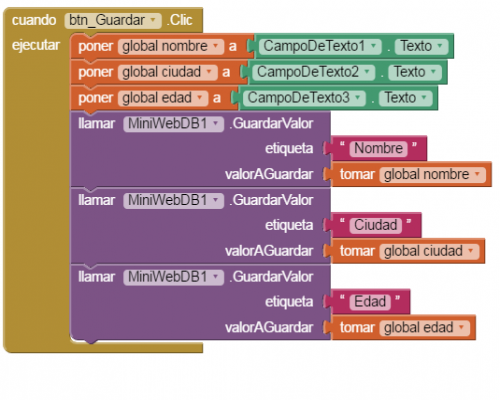 cuando btn_Guardar .Clic
ejecutar poner global nombre a CampoDeTexto1 . Texto
poner global ciudad a CampoDeTexto2 . Texto
poner global edad a CampoDeTexto3 . Texto
llamar MiniWebDB1 .GuardarValor
etiqueta “ Nombre ”
valorAGuardar tomar global nombre
llamar MiniWebDB1 .GuardarValor
etiqueta “ Ciudad ”
valorAGuardar tomar global ciudad
llamar MiniWebDB1 .GuardarValor
etiqueta “ Edad ”
valorAGuardar tomar global edad